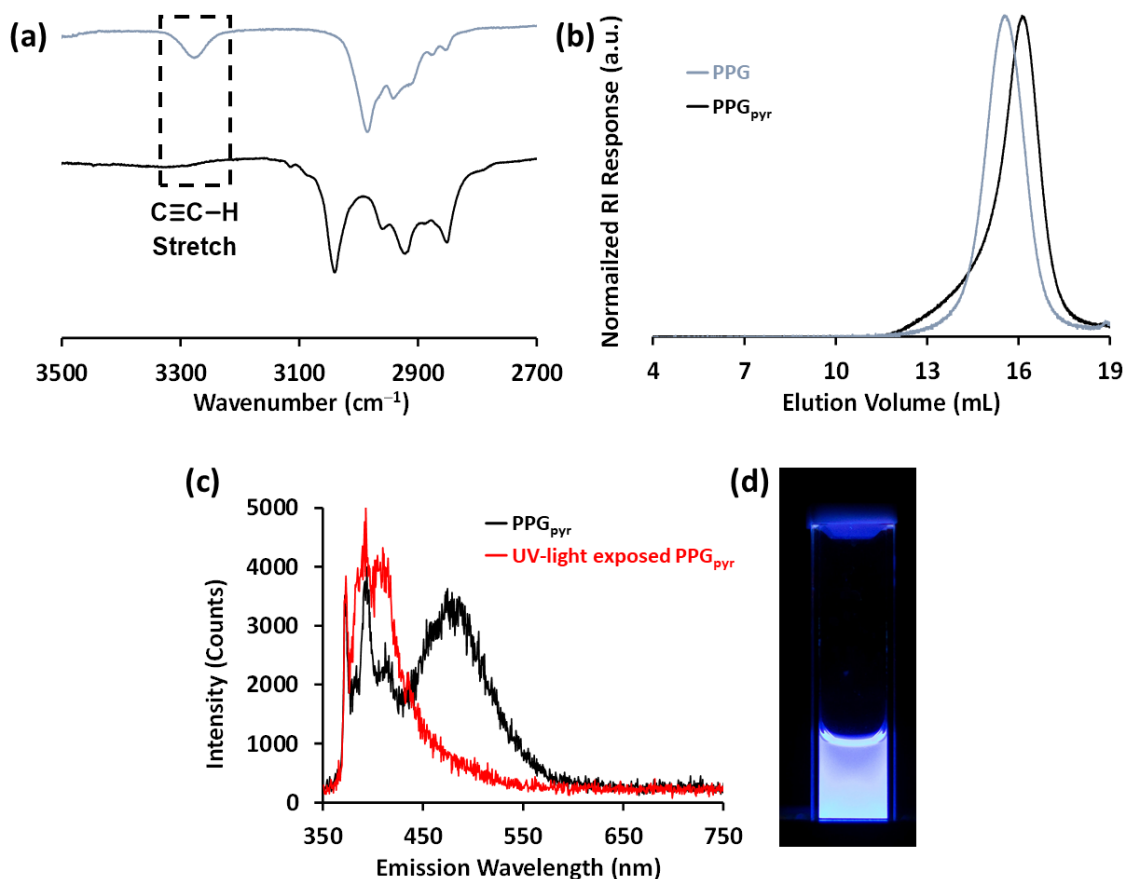 (a)
C≡C–H
Stretch
3500 3300 3100 2900 2700
Wavenumber (cm⁻¹)
(b)
Normailzed RI Response (a.u.)
PPG
PPGpyr
4 7 10 13 16 19
Elution Volume (mL)
(c)
Intensity (Counts)
5000
4000
3000
2000
1000
0
PPGpyr
UV-light exposed PPGpyr
350 450 550 650 750
Emission Wavelength (nm)
(d)